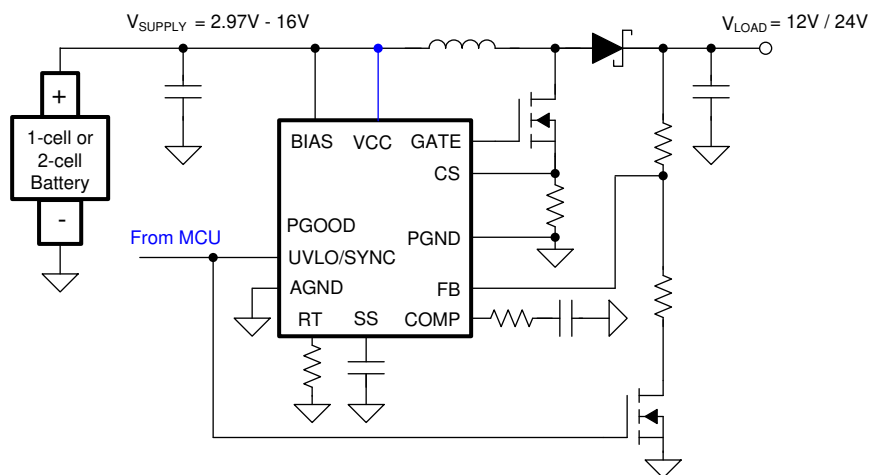 VSUPPLY = 2.97V - 16V
VLOAD = 12V / 24V
+
1-cell or
2-cell
Battery
-
BIAS
VCC
GATE
CS
PGOOD
PGND
From MCU
UVLO/SYNC
AGND
FB
RT
SS
COMP